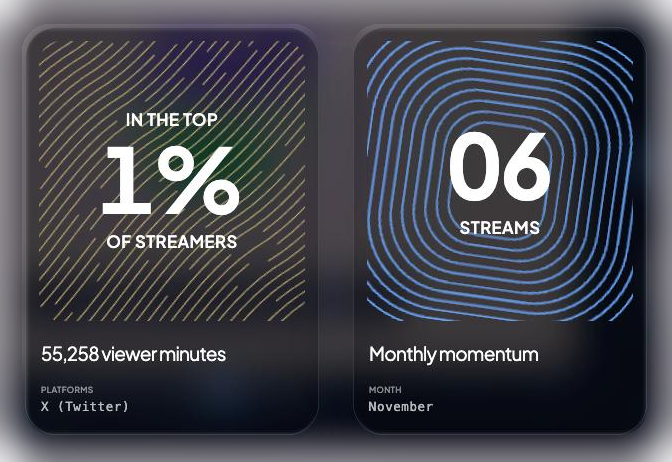 IN THE TOP
1%
OF STREAMERS
55,258 viewer minutes
PLATFORMS
X (Twitter)
06
STREAMS
Monthly momentum
MONTH
November